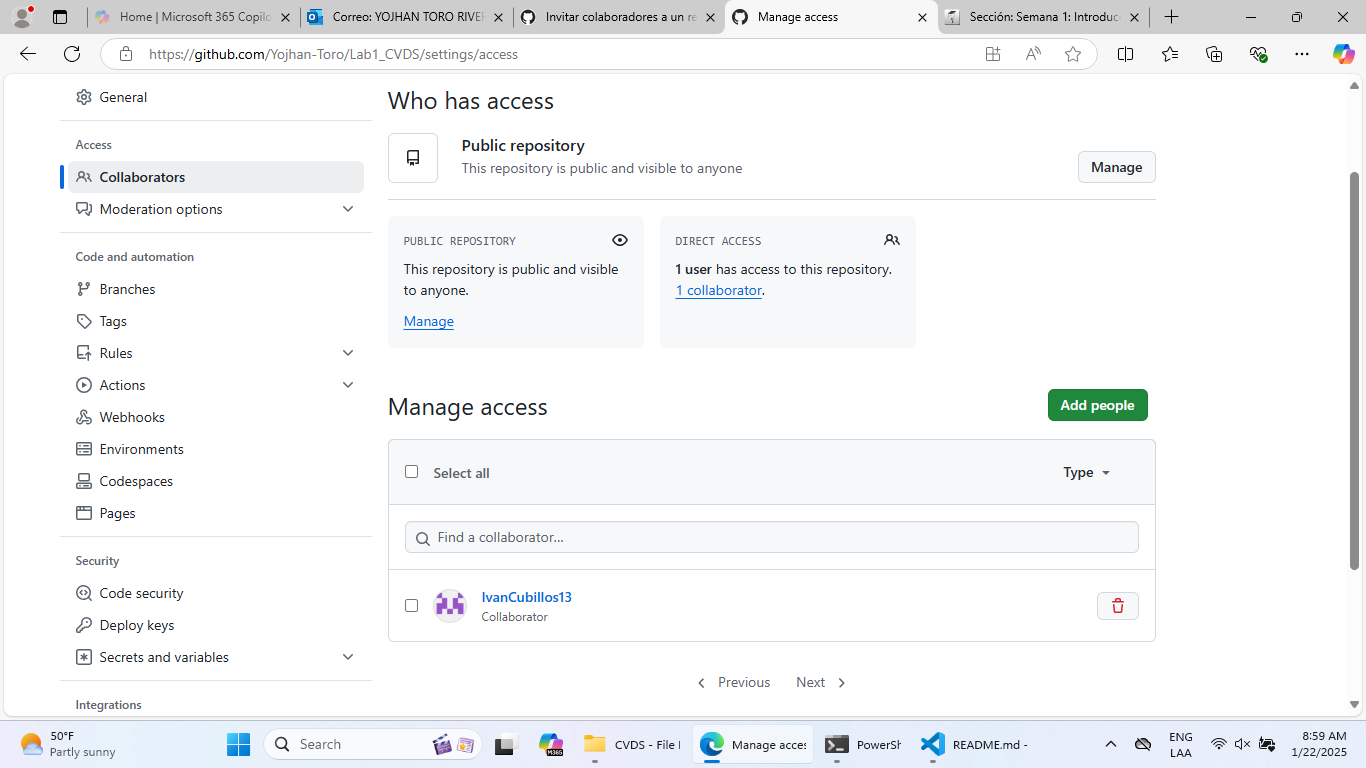 Home | Microsoft 365 Copilo
Correo: YOJHAN TORO RIVER
Invitar colaboradores a un re
Manage access
Sección: Semana 1: Introducc
https://github.com/Yojhan-Toro/Lab1_CVDS/settings/access
General
Access
Collaborators
Moderation options
Code and automation
Branches
Tags
Rules
Actions
Webhooks
Environments
Codespaces
Pages
Security
Code security
Deploy keys
Secrets and variables
Integrations
Who has access
Public repository
This repository is public and visible to anyone
Manage
PUBLIC REPOSITORY
This repository is public and visible
to anyone.
Manage
DIRECT ACCESS
1 user has access to this repository.
1 collaborator.
Manage access
Add people
Select all
Type
Find a collaborator...
IvanCubillos13
Collaborator
Previous
Next
50°F
Partly sunny
Search
M365
CVDS - File I
Manage acces
PowerSh
README.md -
ENG
LAA
8:59 AM
1/22/2025